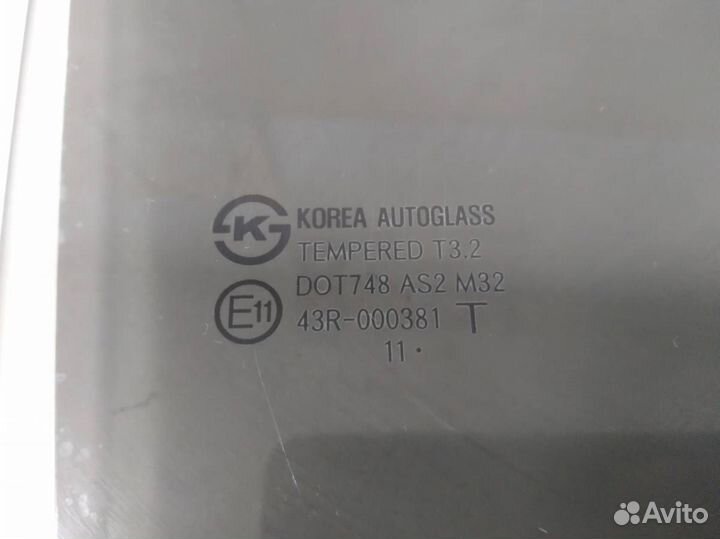 K KOREA AUTOGLASS
TEMPERED T3.2
DOT748 AS2 M32
E11 43R-000381 T
11 .
Avito